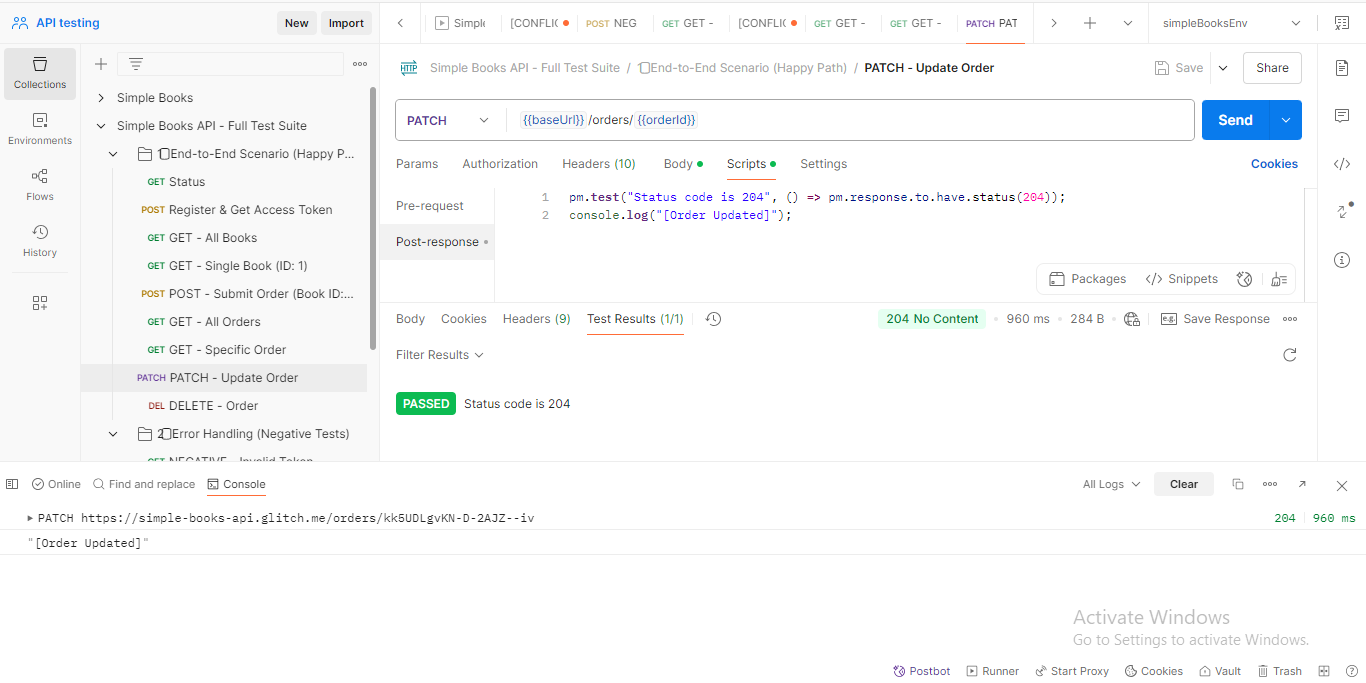 API testing
New
Import
Simple
[CONFLIC
POST NEG
GET GET -
[CONFLIC
GET GET -
GET GET -
PATCH PAT
simpleBooksEnv
Collections
Environments
Flows
History
Simple Books
Simple Books API - Full Test Suite
1 End-to-End Scenario (Happy P...
GET Status
POST Register & Get Access Token
GET GET - All Books
GET GET - Single Book (ID: 1)
POST POST - Submit Order (Book ID:...
GET GET - All Orders
GET GET - Specific Order
PATCH PATCH - Update Order
DEL DELETE - Order
2 Error Handling (Negative Tests)
GET NEGATIVE - Invalid Token
HTTP Simple Books API - Full Test Suite / 1 End-to-End Scenario (Happy Path) / PATCH - Update Order
Save
Share
PATCH
{{baseUrl}} /orders/ {{orderId}}
Send
Params Authorization Headers (10) Body Scripts Settings
Cookies
Pre-request
Post-response
1 pm.test("Status code is 204", () => pm.response.to.have.status(204));
2 console.log("[Order Updated]");
Packages </> Snippets
Body Cookies Headers (9) Test Results (1/1)
204 No Content 960 ms 284 B e.g. Save Response
Filter Results
PASSED Status code is 204
Online Find and replace Console
All Logs Clear
PATCH https://simple-books-api.glitch.me/orders/kk5UDLgvKN-D-2AJZ--iv
204 960 ms
"[Order Updated]"
Activate Windows
Go to Settings to activate Windows.
Postbot Runner Start Proxy Cookies Vault Trash